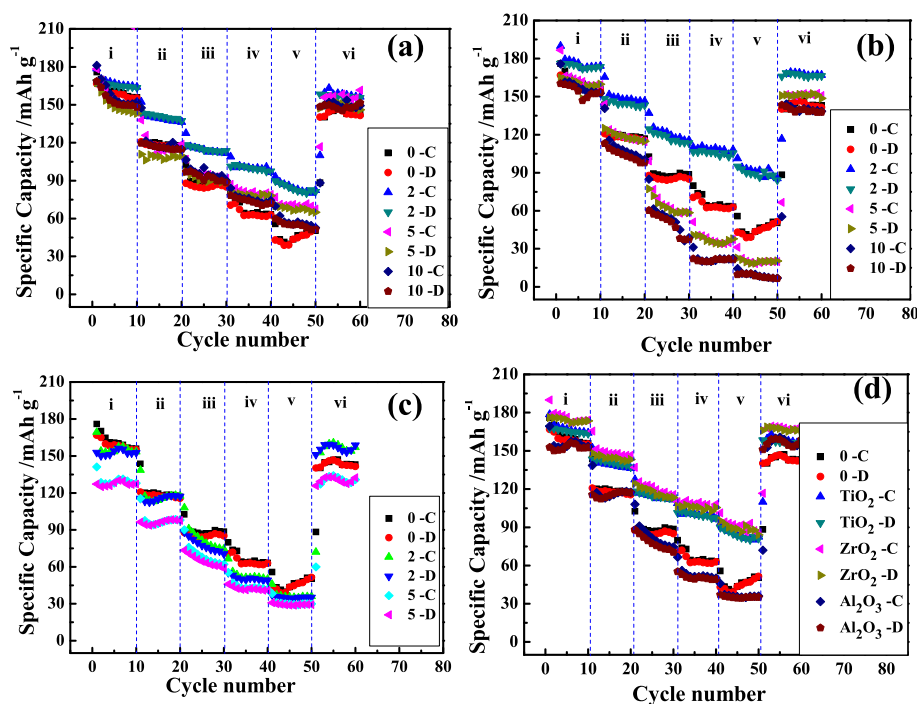 (a)
i ii iii iv v vi
Specific Capacity /mAh g⁻¹
210
180
150
120
90
60
30
0
0 10 20 30 40 50 60 70 80
Cycle number
0 -C
0 -D
2 -C
2 -D
5 -C
5 -D
10 -C
10 -D
(b)
i ii iii iv v vi
Specific Capacity /mAh g⁻¹
210
180
150
120
90
60
30
0
0 10 20 30 40 50 60 70 80
Cycle number
0 -C
0 -D
2 -C
2 -D
5 -C
5 -D
10 -C
10 -D
(c)
i ii iii iv v vi
Specific Capacity /mAh g⁻¹
210
180
150
120
90
60
30
0
0 10 20 30 40 50 60 70 80
Cycle number
0 -C
0 -D
2 -C
2 -D
5 -C
5 -D
(d)
i ii iii iv v vi
Specific Capacity /mAh g⁻¹
210
180
150
120
90
60
30
0
0 10 20 30 40 50 60 70 80
Cycle number
0 -C
0 -D
TiO₂ -C
TiO₂ -D
ZrO₂ -C
ZrO₂ -D
Al₂O₃ -C
Al₂O₃ -D